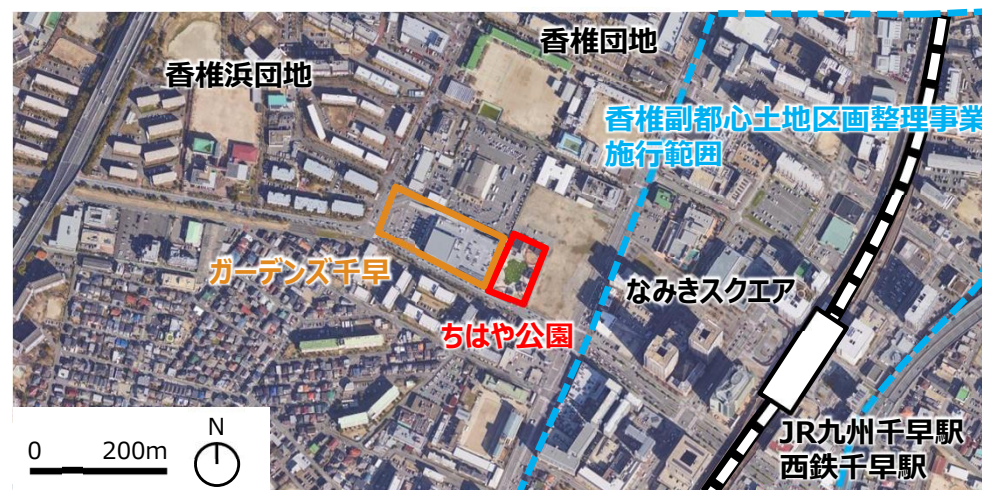 香椎団地
香椎浜団地
香椎副都心土地区画整理事業
施行範囲
ガーデンズ千早
なみきスクエア
ちはや公園
JR九州千早駅
西鉄千早駅
0 200m
N